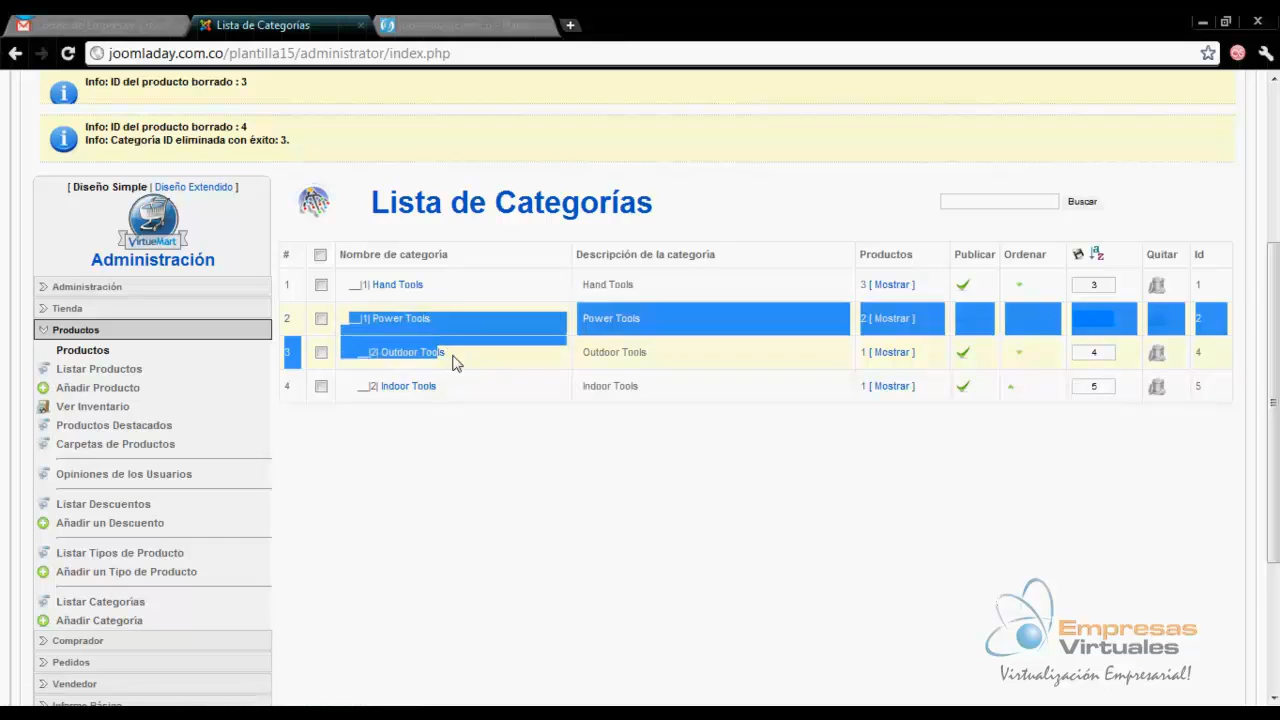 Lista de Categorías
joomladay.com.co/plantilla15/administrator/index.php
Info: ID del producto borrado : 3
Info: ID del producto borrado : 4
Info: Categoría ID eliminada con éxito: 3.
[ Diseño Simple | Diseño Extendido ]
VirtueMart
Administración
Administración
Tienda
Productos
Productos
Listar Productos
Añadir Producto
Ver Inventario
Productos Destacados
Carpetas de Productos
Opiniones de los Usuarios
Listar Descuentos
Añadir un Descuento
Listar Tipos de Producto
Añadir un Tipo de Producto
Listar Categorías
Añadir Categoría
Comprador
Pedidos
Vendedor
Informe Básico
Lista de Categorías
Buscar
# Nombre de categoría Descripción de la categoría Productos Publicar Ordenar Quitar Id
1 __|1| Hand Tools Hand Tools 3 [ Mostrar ] 3 1
2 __|1| Power Tools Power Tools 2 [ Mostrar ] 2
3 __|2| Outdoor Tools Outdoor Tools 1 [ Mostrar ] 4 4
4 __|2| Indoor Tools Indoor Tools 1 [ Mostrar ] 5 5
Empresas
Virtuales
Virtualización Empresarial!